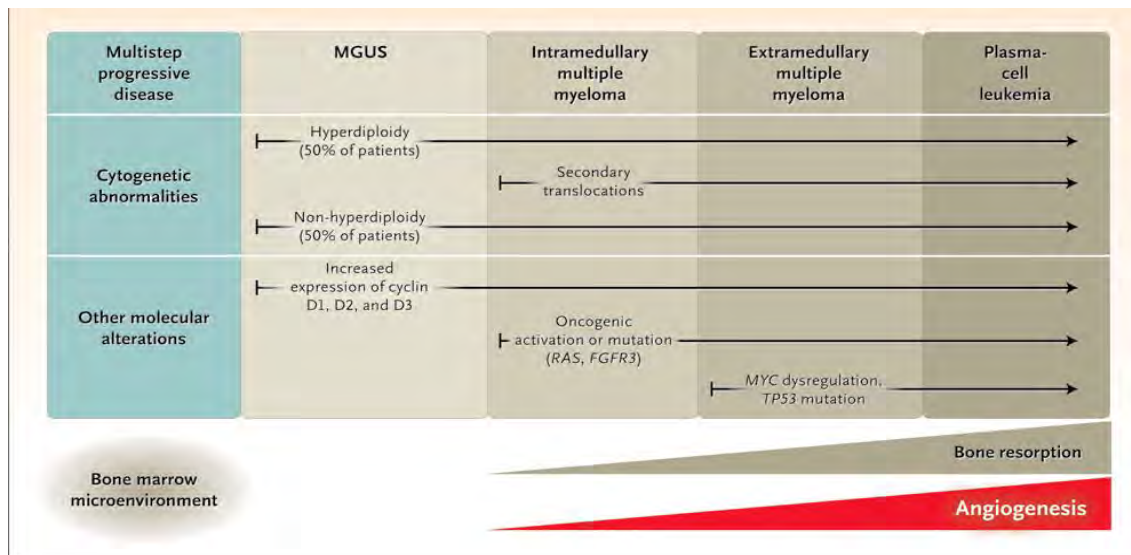 Multistep
progressive
disease
MGUS
Intramedullary
multiple
myeloma
Extramedullary
multiple
myeloma
Plasma-
cell
leukemia
Cytogenetic
abnormalities
Hyperdiploidy
(50% of patients)
Secondary
translocations
Non-hyperdiploidy
(50% of patients)
Other molecular
alterations
Increased
expression of cyclin
D1, D2, and D3
Oncogenic
activation or mutation
(RAS, FGFR3)
MYC dysregulation,
TP53 mutation
Bone marrow
microenvironment
Bone resorption
Angiogenesis